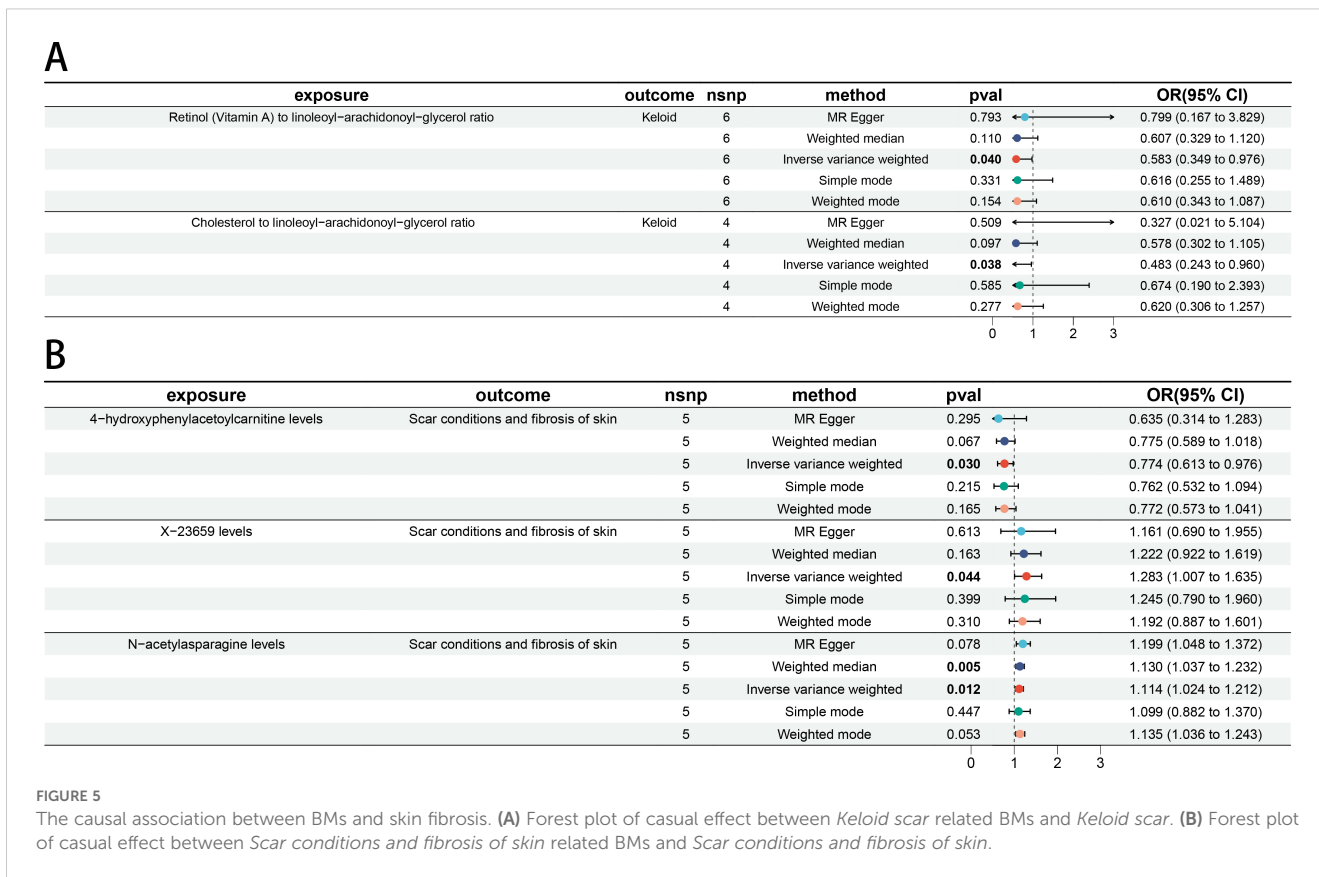 A
exposure outcome nsnp method pval OR(95% CI)
Retinol (Vitamin A) to linoleoyl−arachidonoyl−glycerol ratio Keloid 6 MR Egger 0.793 0.799 (0.167 to 3.829)
6 Weighted median 0.110 0.607 (0.329 to 1.120)
6 Inverse variance weighted 0.040 0.583 (0.349 to 0.976)
6 Simple mode 0.331 0.616 (0.255 to 1.489)
6 Weighted mode 0.154 0.610 (0.343 to 1.087)
Cholesterol to linoleoyl−arachidonoyl−glycerol ratio Keloid 4 MR Egger 0.509 0.327 (0.021 to 5.104)
4 Weighted median 0.097 0.578 (0.302 to 1.105)
4 Inverse variance weighted 0.038 0.483 (0.243 to 0.960)
4 Simple mode 0.585 0.674 (0.190 to 2.393)
4 Weighted mode 0.277 0.620 (0.306 to 1.257)
0 1 2 3
B
exposure outcome nsnp method pval OR(95% CI)
4−hydroxyphenylacetoylcarnitine levels Scar conditions and fibrosis of skin 5 MR Egger 0.295 0.635 (0.314 to 1.283)
5 Weighted median 0.067 0.775 (0.589 to 1.018)
5 Inverse variance weighted 0.030 0.774 (0.613 to 0.976)
5 Simple mode 0.215 0.762 (0.532 to 1.094)
5 Weighted mode 0.165 0.772 (0.573 to 1.041)
X−23659 levels Scar conditions and fibrosis of skin 5 MR Egger 0.613 1.161 (0.690 to 1.955)
5 Weighted median 0.163 1.222 (0.922 to 1.619)
5 Inverse variance weighted 0.044 1.283 (1.007 to 1.635)
5 Simple mode 0.399 1.245 (0.790 to 1.960)
5 Weighted mode 0.310 1.192 (0.887 to 1.601)
N−acetylasparagine levels Scar conditions and fibrosis of skin 5 MR Egger 0.078 1.199 (1.048 to 1.372)
5 Weighted median 0.005 1.130 (1.037 to 1.232)
5 Inverse variance weighted 0.012 1.114 (1.024 to 1.212)
5 Simple mode 0.447 1.099 (0.882 to 1.370)
5 Weighted mode 0.053 1.135 (1.036 to 1.243)
0 1 2 3
FIGURE 5
The causal association between BMs and skin fibrosis. (A) Forest plot of casual effect between Keloid scar related BMs and Keloid scar. (B) Forest plot
of casual effect between Scar conditions and fibrosis of skin related BMs and Scar conditions and fibrosis of skin.